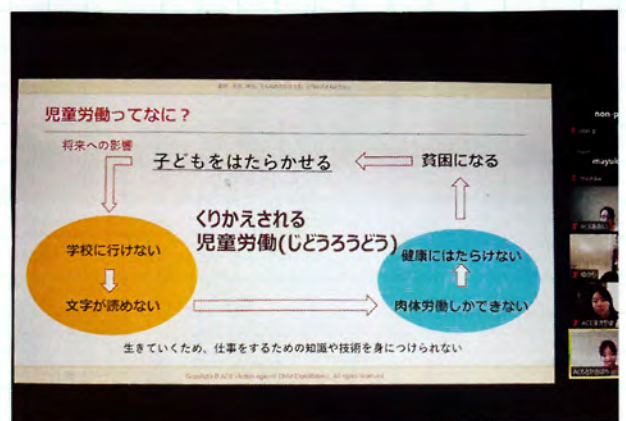 児童労働ってなに？
将来への影響
子どもをはたらかせる
貧困になる
くりかえされる
児童労働(じどうろうどう)
学校に行けない
文字が読めない
健康にはたらけない
肉体労働しかできない
生きていくため、仕事をするための知識や技術を身につけられない
non-p
mayuk